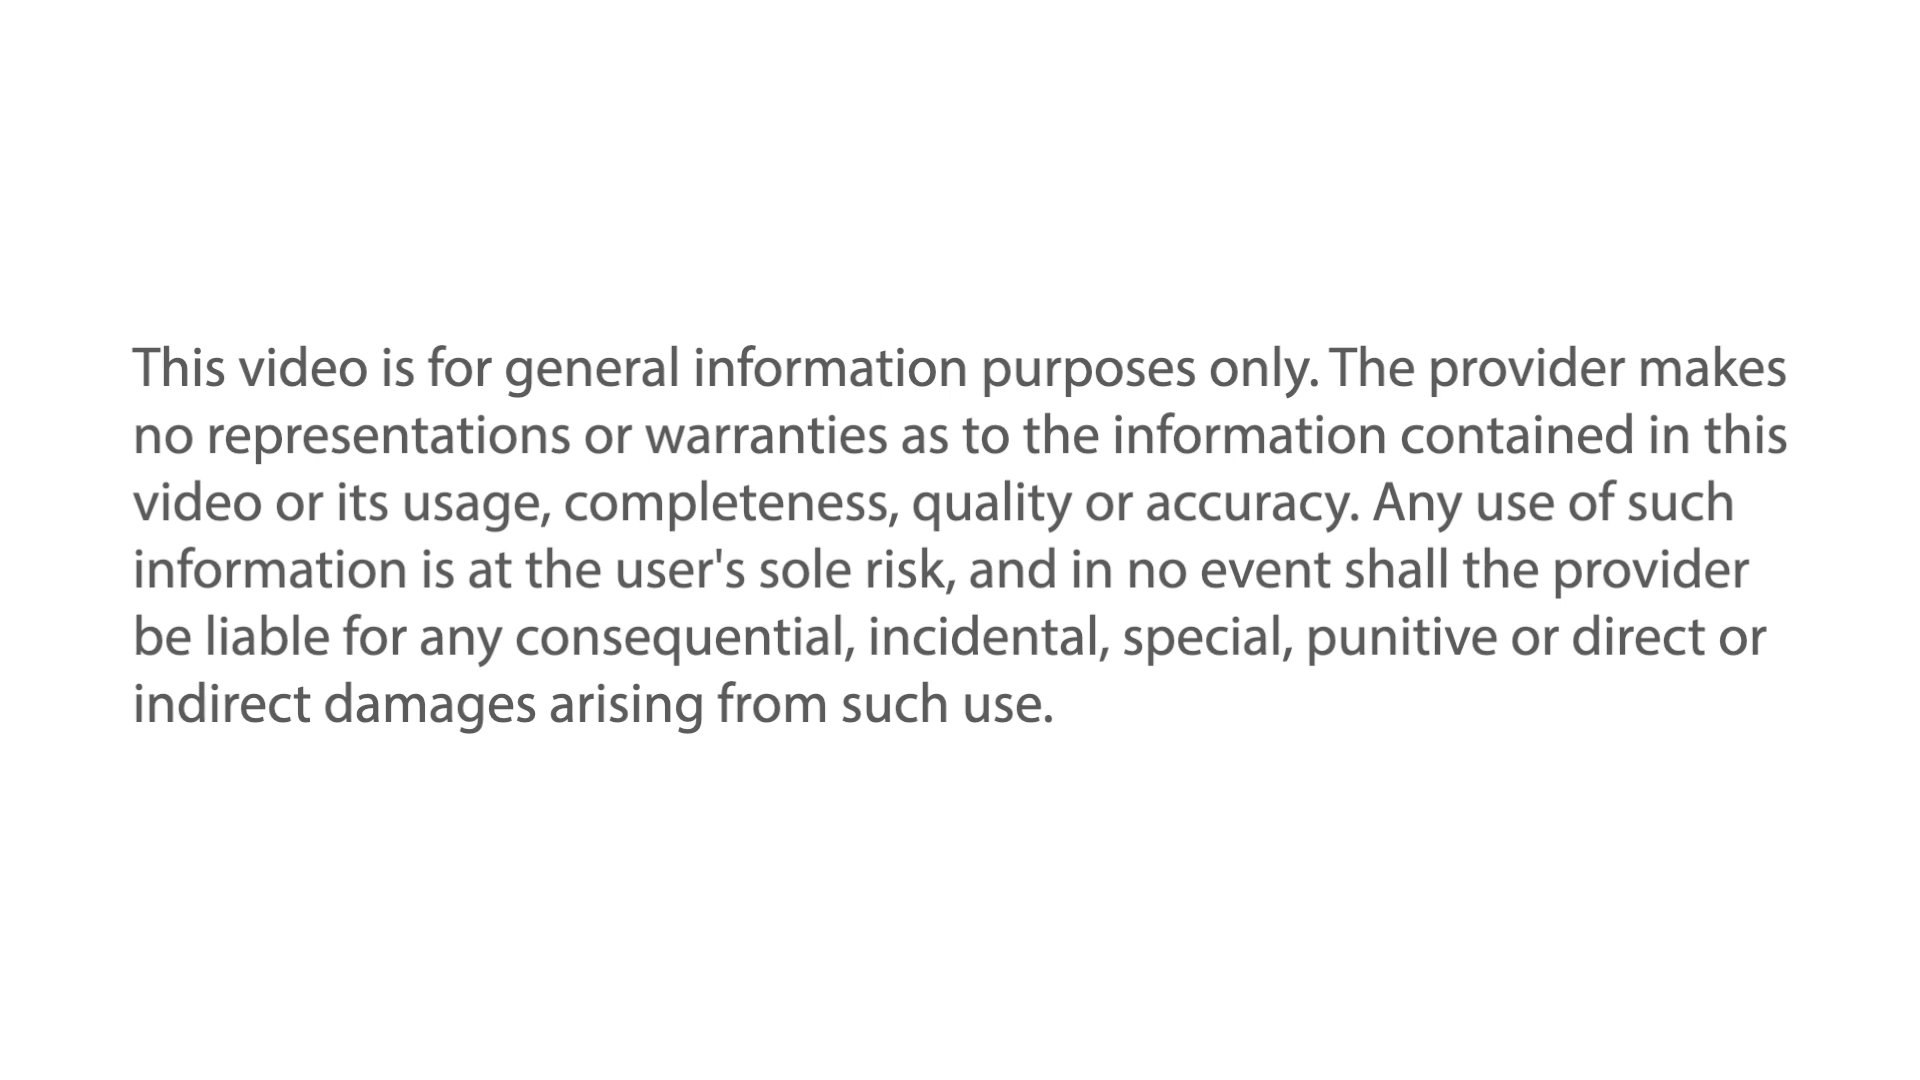 This video is for general information purposes only. The provider makes
no representations or warranties as to the information contained in this
video or its usage, completeness, quality or accuracy. Any use of such
information is at the user's sole risk, and in no event shall the provider
be liable for any consequential, incidental, special, punitive or direct or
indirect damages arising from such use.